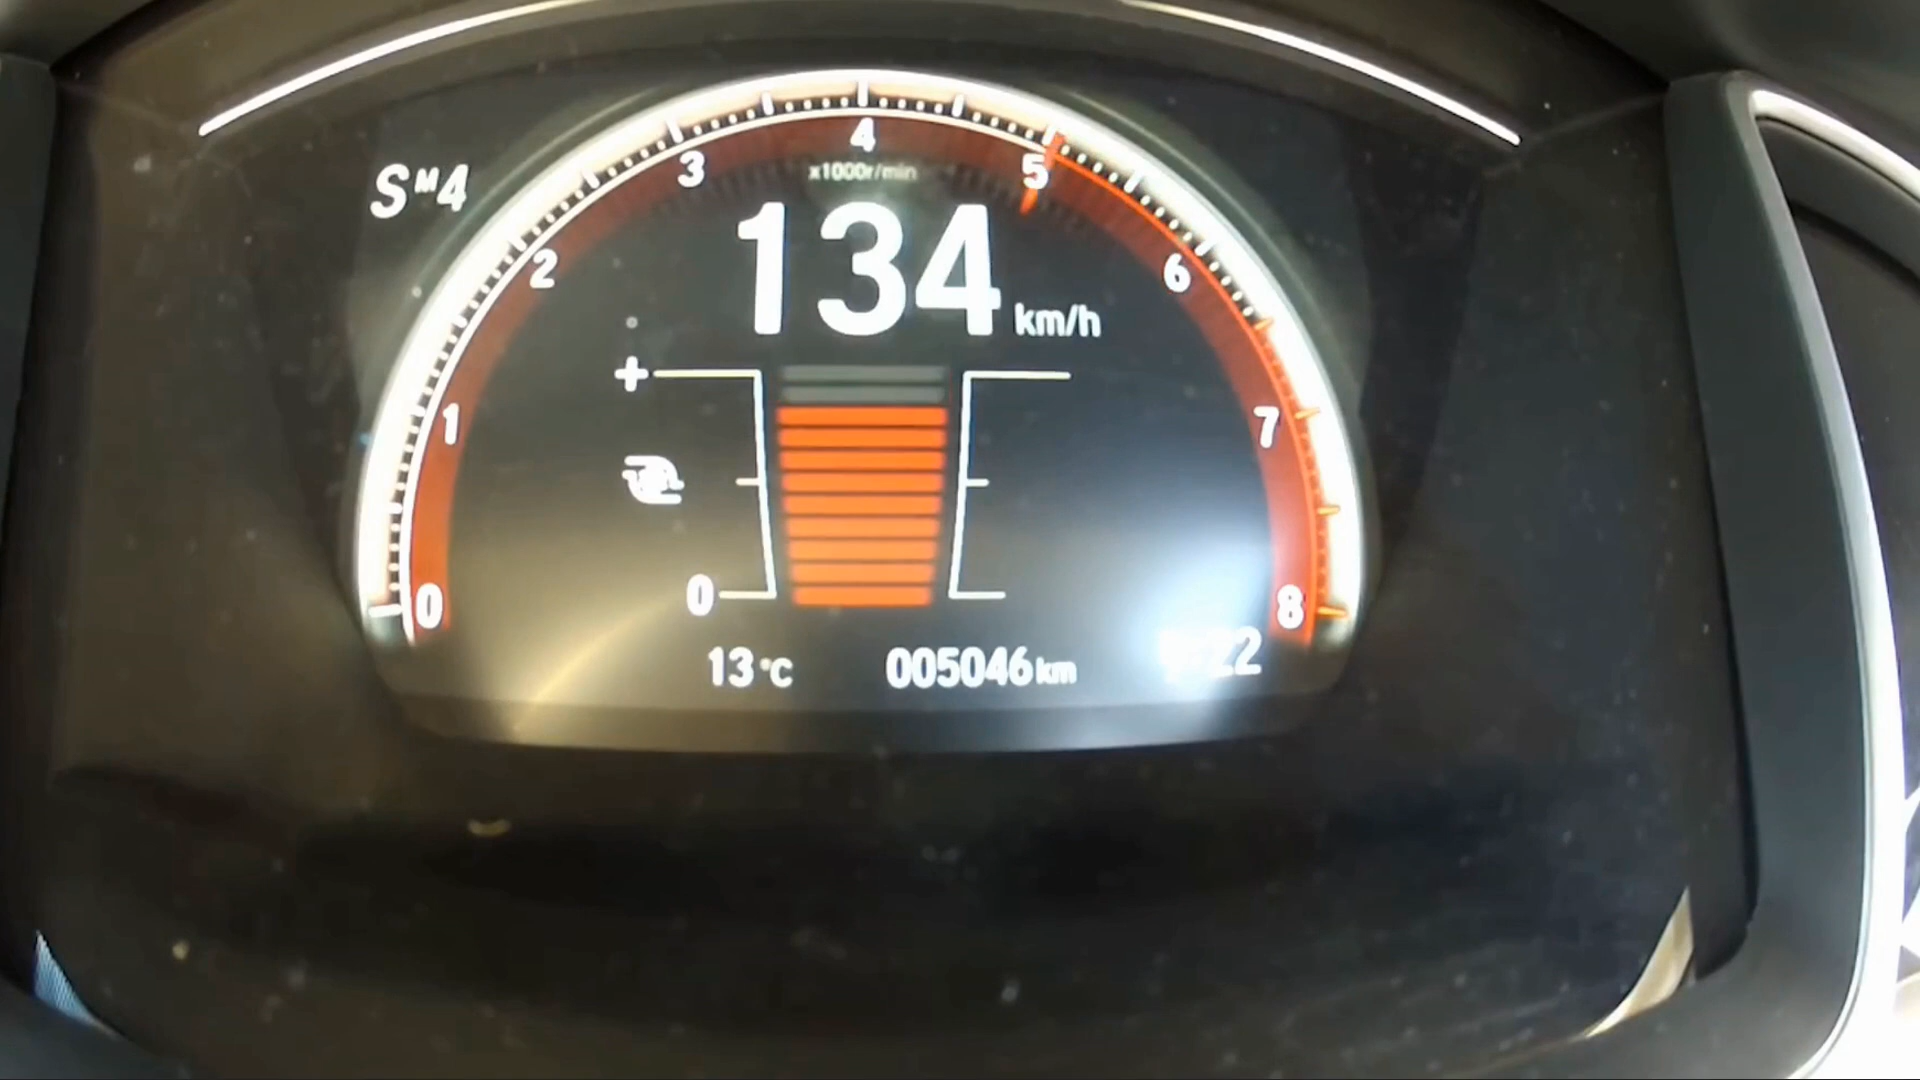 S M 4
0 1 2 3 4 5 6 7 8
x1000r/min
134 km/h
+
0
13 °C 005046 km